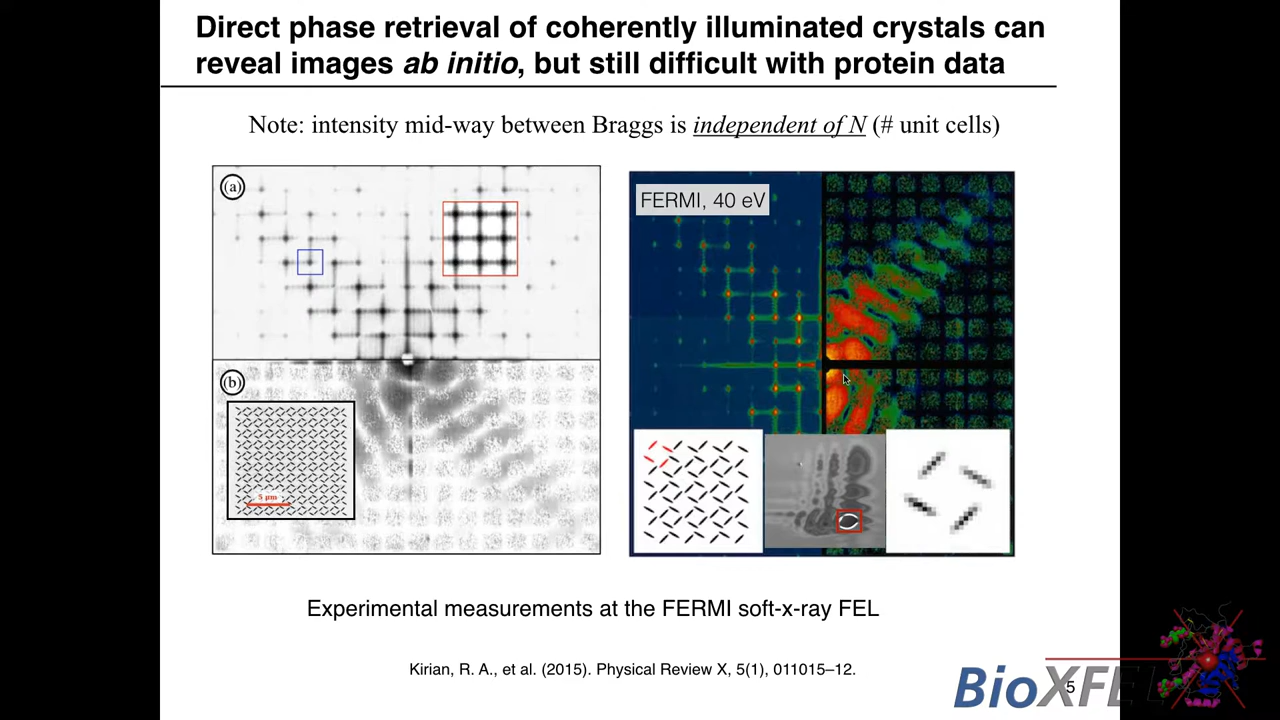 Direct phase retrieval of coherently illuminated crystals can
reveal images ab initio, but still difficult with protein data
Note: intensity mid-way between Braggs is independent of N (# unit cells)
(a)
FERMI, 40 eV
(b)
5 µm
Experimental measurements at the FERMI soft-x-ray FEL
Kirian, R. A., et al. (2015). Physical Review X, 5(1), 011015–12.
BioXFEL
5